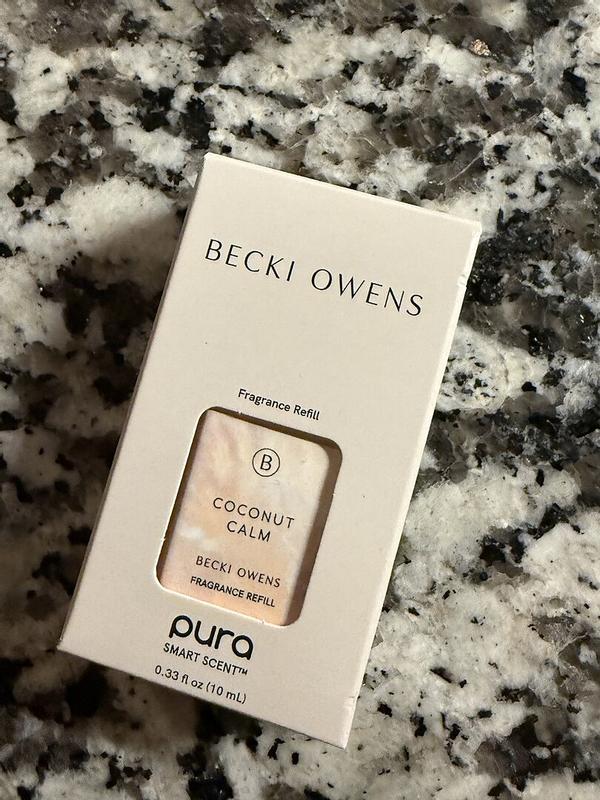 BECKI OWENS
Fragrance Refill
B
COCONUT
CALM
BECKI OWENS
FRAGRANCE REFILL
pura
SMART SCENT™
0.33 fl oz (10 mL)